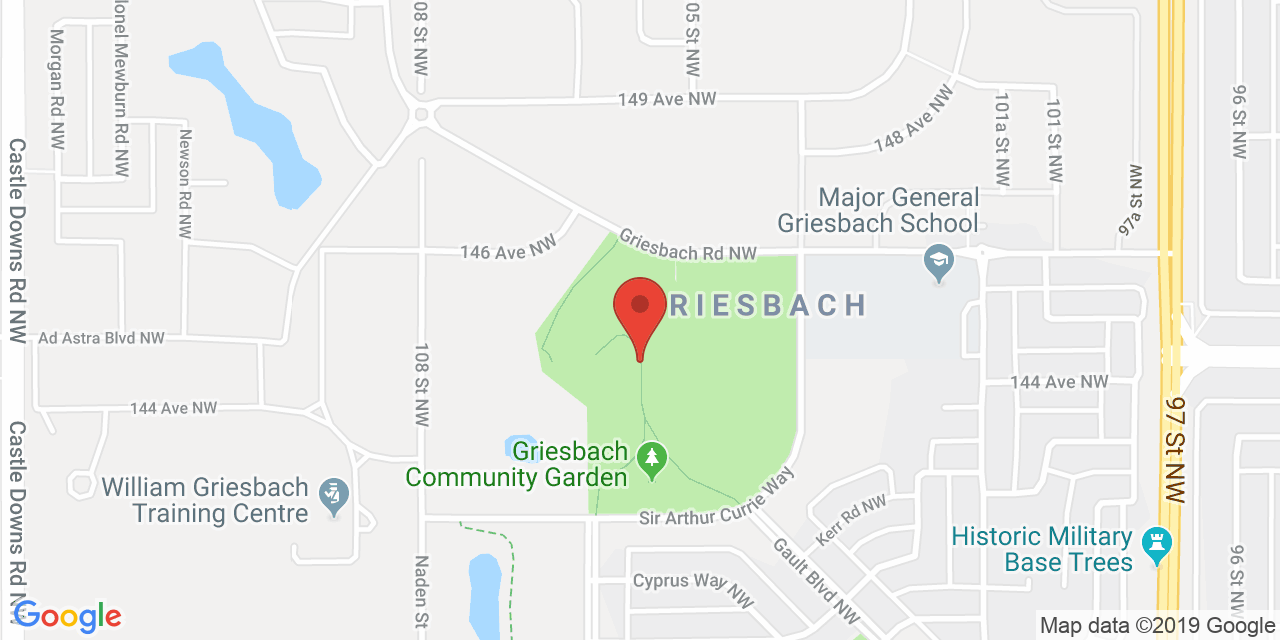 Morgan Rd NW
olonel Mewburn Rd NW
08 St NW
05 St NW
149 Ave NW
148 Ave NW
101a St NW
101 St NW
96 St NW
Newson Rd NW
Castle Downs Rd NW
97a St NW
Major General
Griesbach School
146 Ave NW
Griesbach Rd NW
RIESBACH
Ad Astra Blvd NW
108 St NW
144 Ave NW
144 Ave NW
97 St NW
Castle Downs Rd NW
Griesbach
Community Garden
William Griesbach
Training Centre
Sir Arthur Currie Way
Kerr Rd NW
Historic Military
Base Trees
Gault Blvd NW
Cyprus Way NW
Naden St
96 St NW
Google
Map data ©2019 Google